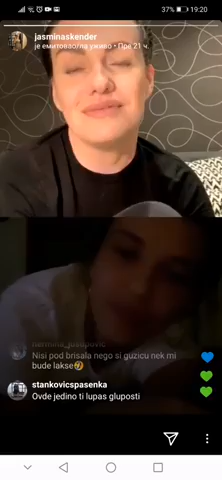 37% 19:20
jasminaskender
је емитовао/ла уживо • Пре 21 ч.
Nisi pod brisala nego si guzicu nek mi
bude lakse🤣
stankovicspasenka
Ovde jedino ti lupas gluposti